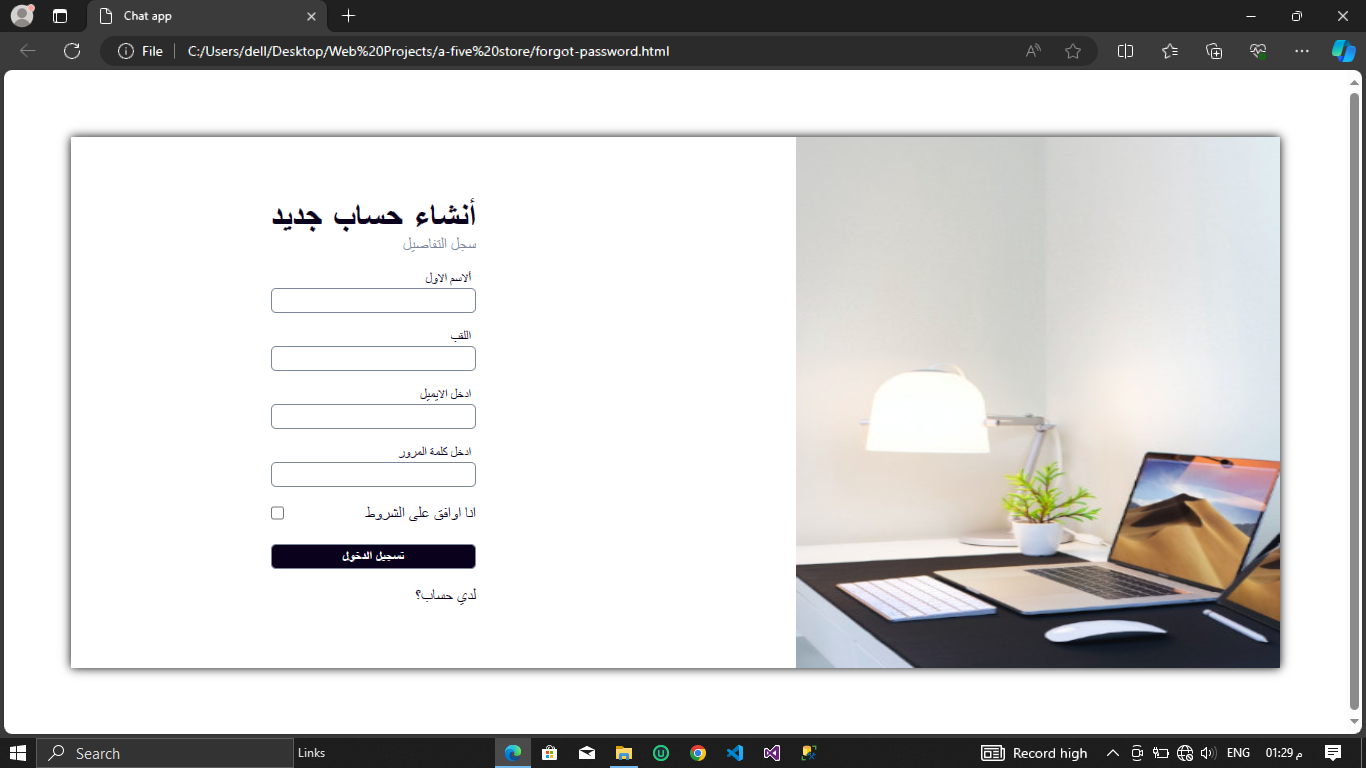 Chat app
File
C:/Users/dell/Desktop/Web%20Projects/a-five%20store/forgot-password.html
أنشاء حساب جديد
سجل التفاصيل
ألاسم الاول
اللقب
ادخل الايميل
ادخل كلمة المرور
انا اوافق على الشروط
تسجيل الدخول
لدي حساب؟
Search
Links
Record high
ENG
01:29 م